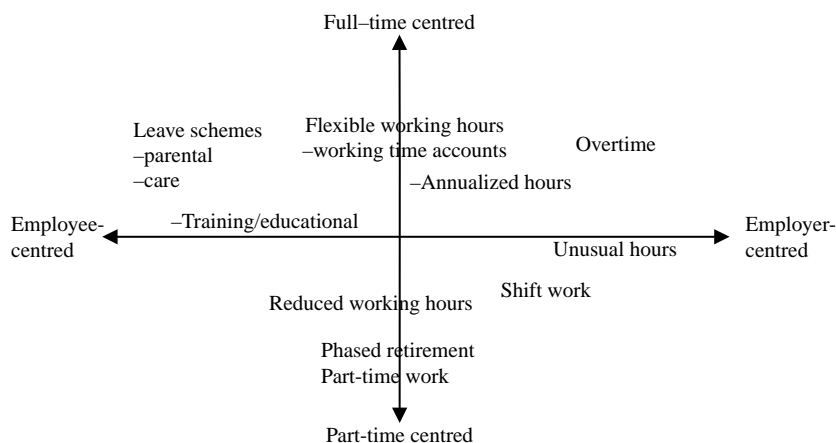 Full–time centred
Leave schemes
–parental
–care
Flexible working hours
–working time accounts
Overtime
–Annualized hours
–Training/educational
Employee-
centred
Employer-
centred
Unusual hours
Shift work
Reduced working hours
Phased retirement
Part-time work
Part-time centred